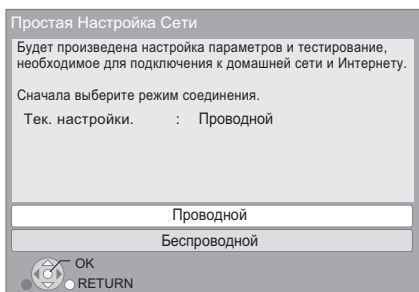 Простая Настройка Сети
Будет произведена настройка параметров и тестирование,
необходимое для подключения к домашней сети и Интернету.
Сначала выберите режим соединения.
Тек. настройки. : Проводной
Проводной
Беспроводной
OK
RETURN